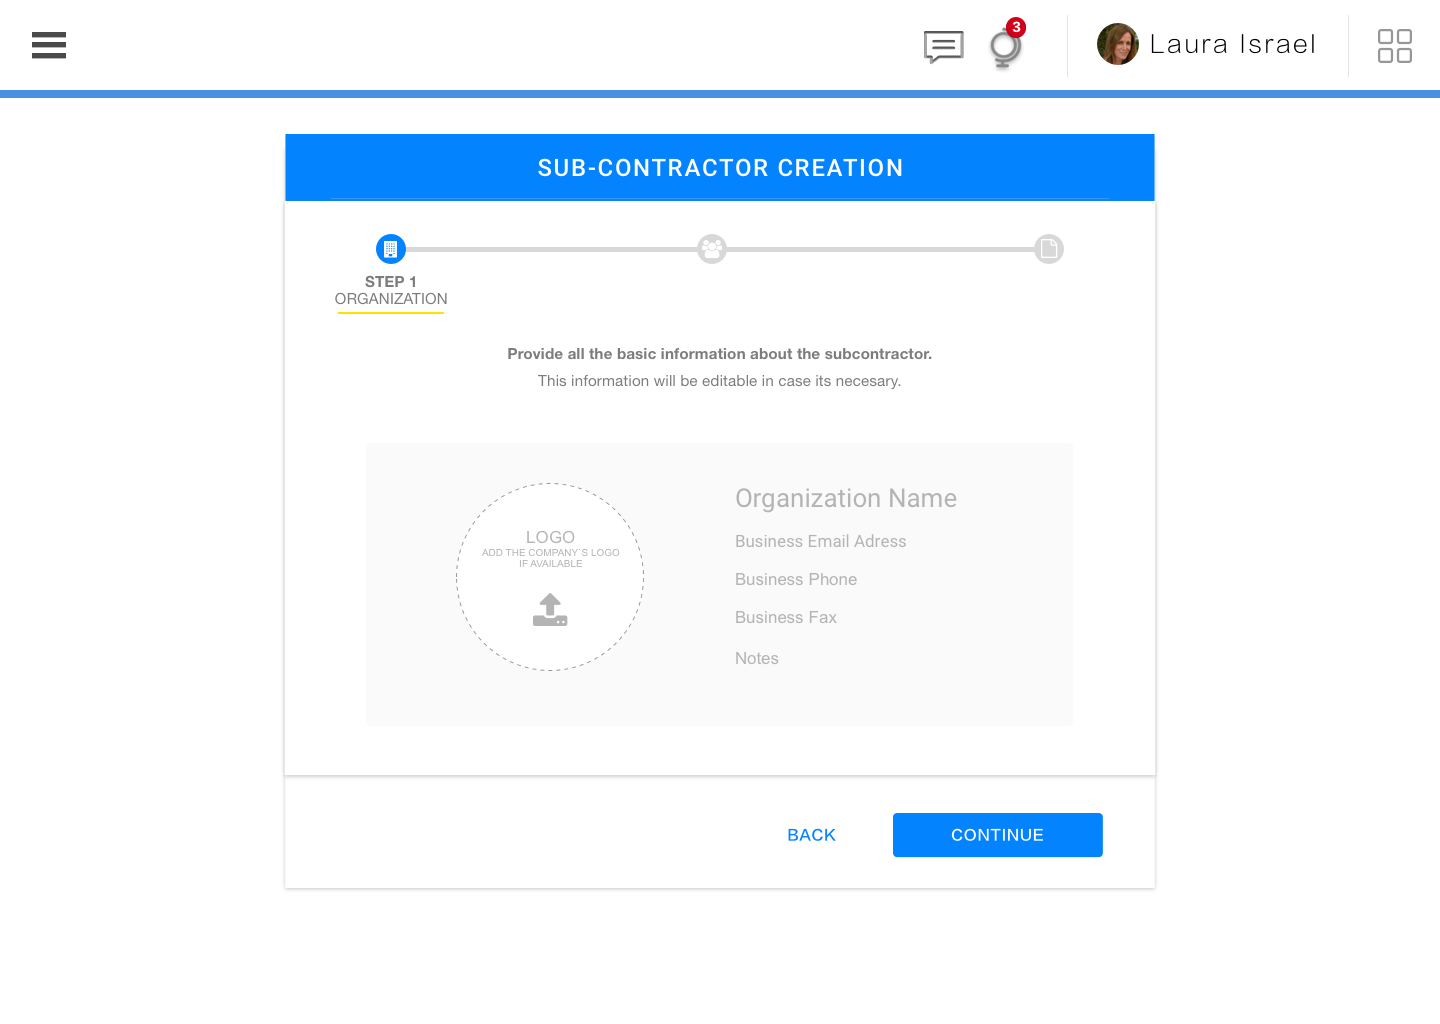 3
Laura Israel
SUB-CONTRACTOR CREATION
STEP 1
ORGANIZATION
Provide all the basic information about the subcontractor.
This information will be editable in case its necesary.
LOGO
ADD THE COMPANY`S LOGO
IF AVAILABLE
Organization Name
Business Email Adress
Business Phone
Business Fax
Notes
BACK
CONTINUE